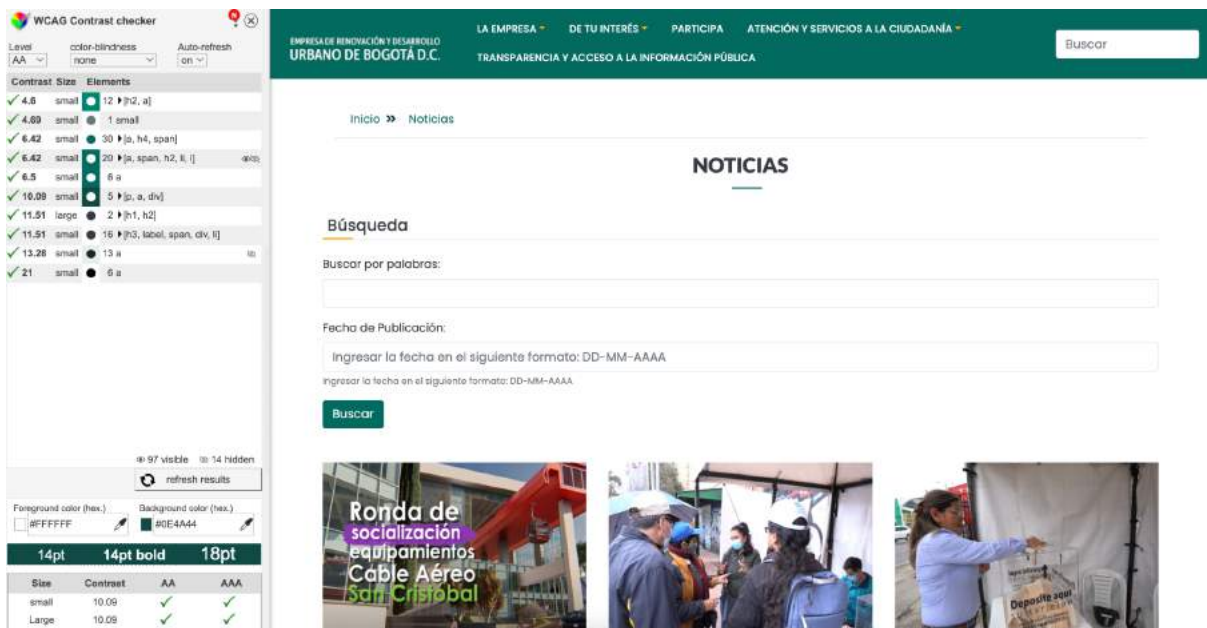 WCAG Contrast checker
Level color-blindness Auto-refresh
AA none on
Contrast Size Elements
4.6 small 12 [h2, a]
4.69 small 1 small
6.42 small 30 [a, h4, span]
6.42 small 29 [a, span, h2, li, i]
6.5 small 6 a
10.09 small 5 [p, a, div]
11.51 large 2 [h1, h2]
11.51 small 16 [h3, label, span, div, li]
13.28 small 13 a
21 small 6 a
97 visible 14 hidden
refresh results
Foreground color (hex.) Background color (hex.)
#FFFFFF #0E4A44
14pt 14pt bold 18pt
Size Contrast AA AAA
small 10.09
Large 10.09
EMPRESA DE RENOVACIÓN Y DESARROLLO
URBANO DE BOGOTÁ D.C.
LA EMPRESA DE TU INTERÉS PARTICIPA ATENCIÓN Y SERVICIOS A LA CIUDADANÍA
TRANSPARENCIA Y ACCESO A LA INFORMACIÓN PÚBLICA
Buscar
Inicio » Noticias
NOTICIAS
Búsqueda
Buscar por palabras:
Fecha de Publicación:
Ingresar la fecha en el siguiente formato: DD-MM-AAAA
Ingresar la fecha en el siguiente formato: DD-MM-AAAA
Buscar
Ronda de
socialización
equipamientos
Cable Aéreo
San Cristóbal
Deposite aquí